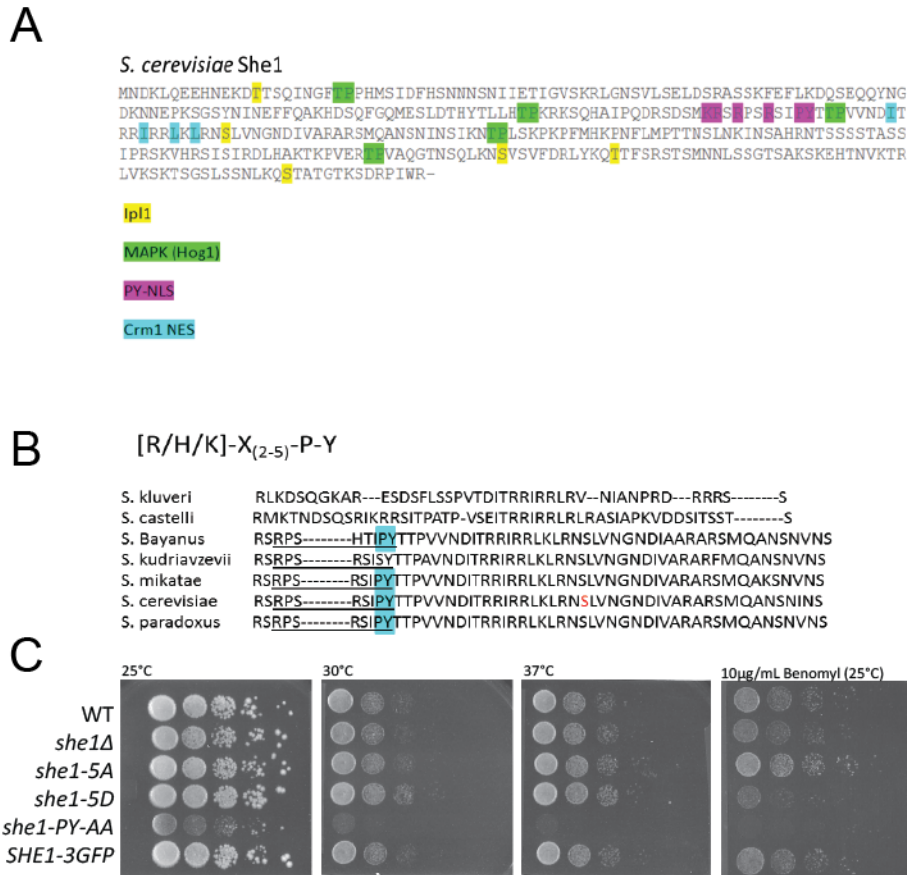 A
S. cerevisiae She1
MNDKLQEEHNEKDTTSQINGFTPPHMSIDFHSNNNSNIIETIGVSKRLGNSVLSELDSRASSKFEFLKDQSEQQYNG
DKNNEPKSGSYNINEFFQAKHDSQFGQMESLDTHYTLLHTPKRKSQHAIPQDRSDSMKRSRPSRSIPYTTPVVNDIT
RRIRRLKLRNSLVNGNDIVARARSMQANSNINSIKNTPLSKPKPFMHKPNFLMPTTNSLNKINSAHRNTSSSSTASS
IPRSKVHRSISIRDLHAKTKPVERTPVAQGTNSQLKNSVSVFDRLYKQTTFSRSTSMNNLSSGTSAKSKEHTNVKTR
LVKSKTSGSLSSNLKQSTATGTKSDRPIWR-
Ipl1
MAPK (Hog1)
PY-NLS
Crm1 NES
B
[R/H/K]-X(2-5)-P-Y
S. kluveri RLKDSQGKAR---ESDSFLSSPVTDITRRIRRLRV--NIANPRD---RRRS--------S
S. castelli RMKTNDSQSRIKRRSITPATP-VSEITRRIRRLRLRASIAPKVDDSITSST--------S
S. Bayanus RSRPS--------HTIPYTTPVVNDITRRIRRLKLRNSLVNGNDIAARARSMQANSNVNS
S. kudriavzevii RSRPS--------RSISYTTPAVNDITRRIRRLKLRNSLVNGNDIVARARFMQANSNVNS
S. mikatae RSRPS--------RSIPYTTPVVNDITRRIRRLKLRNSLVNGNDIVARARSMQAKSNVNS
S. cerevisiae RSRPS--------RSIPYTTPVVNDITRRIRRLKLRNSLVNGNDIVARARSMQANSNINS
S. paradoxus RSRPS--------RSIPYTTPVVNDITRRIRRLKLRNSLVNGNDIVARARSMQANSNVNS
C
25°C 30°C 37°C 10µg/mL Benomyl (25°C)
WT
she1Δ
she1-5A
she1-5D
she1-PY-AA
SHE1-3GFP